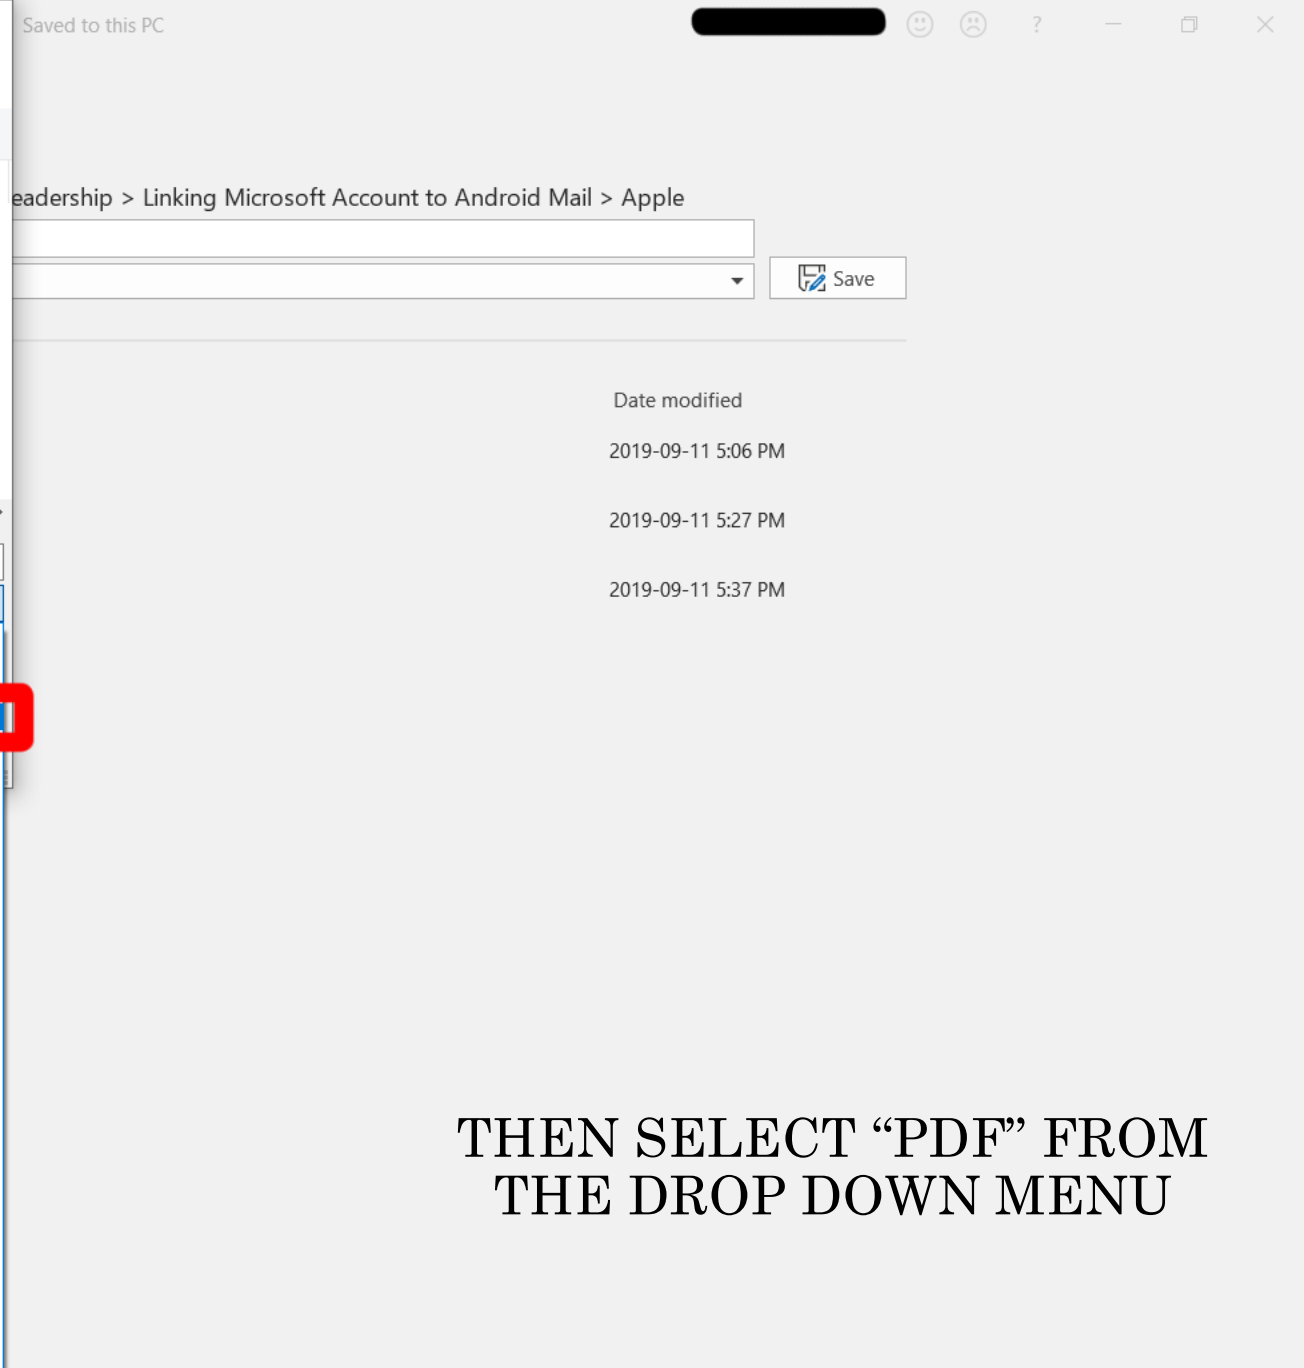 Saved to this PC
?
eadership > Linking Microsoft Account to Android Mail > Apple
Save
Date modified
2019-09-11 5:06 PM
2019-09-11 5:27 PM
2019-09-11 5:37 PM
THEN SELECT “PDF” FROM
THE DROP DOWN MENU